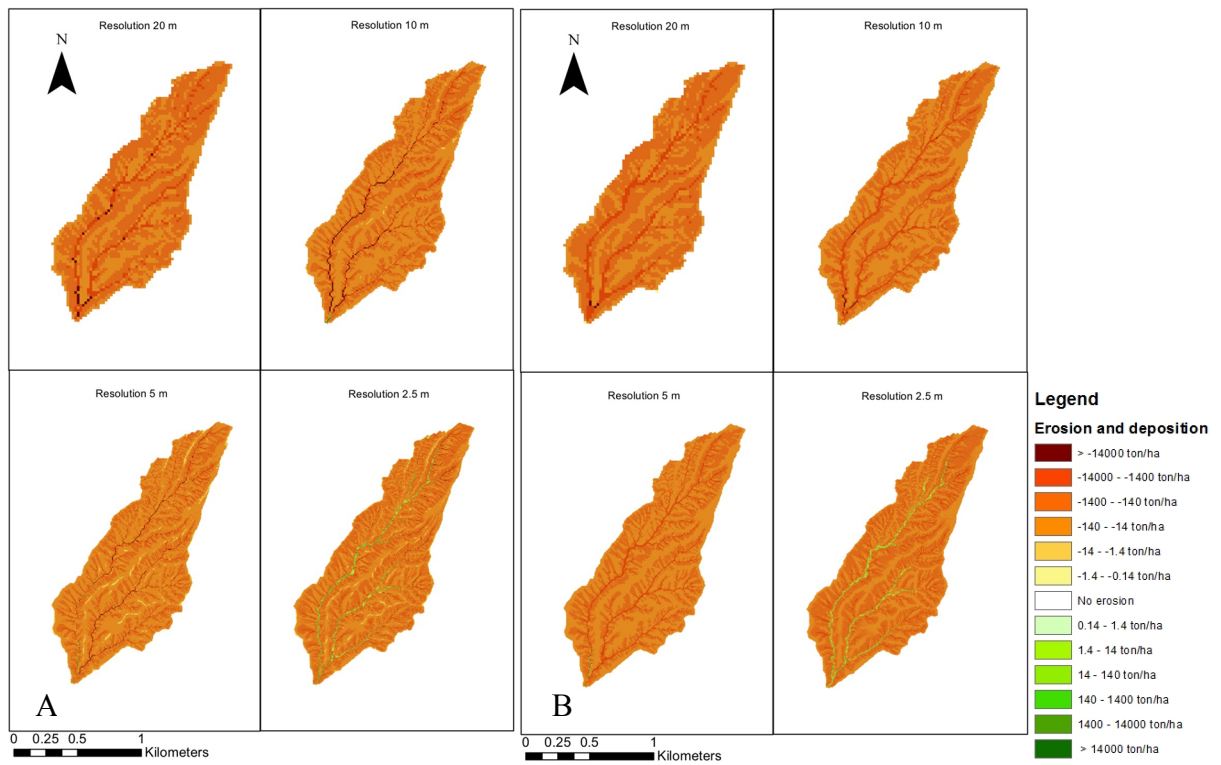 Resolution 20 m
Resolution 10 m
N
Resolution 5 m
Resolution 2.5 m
A
0 0.25 0.5 1
Kilometers
Resolution 20 m
Resolution 10 m
N
Resolution 5 m
Resolution 2.5 m
B
0 0.25 0.5 1
Kilometers
Legend
Erosion and deposition
> -14000 ton/ha
-14000 - -1400 ton/ha
-1400 - -140 ton/ha
-140 - -14 ton/ha
-14 - -1.4 ton/ha
-1.4 - -0.14 ton/ha
No erosion
0.14 - 1.4 ton/ha
1.4 - 14 ton/ha
14 - 140 ton/ha
140 - 1400 ton/ha
1400 - 14000 ton/ha
> 14000 ton/ha